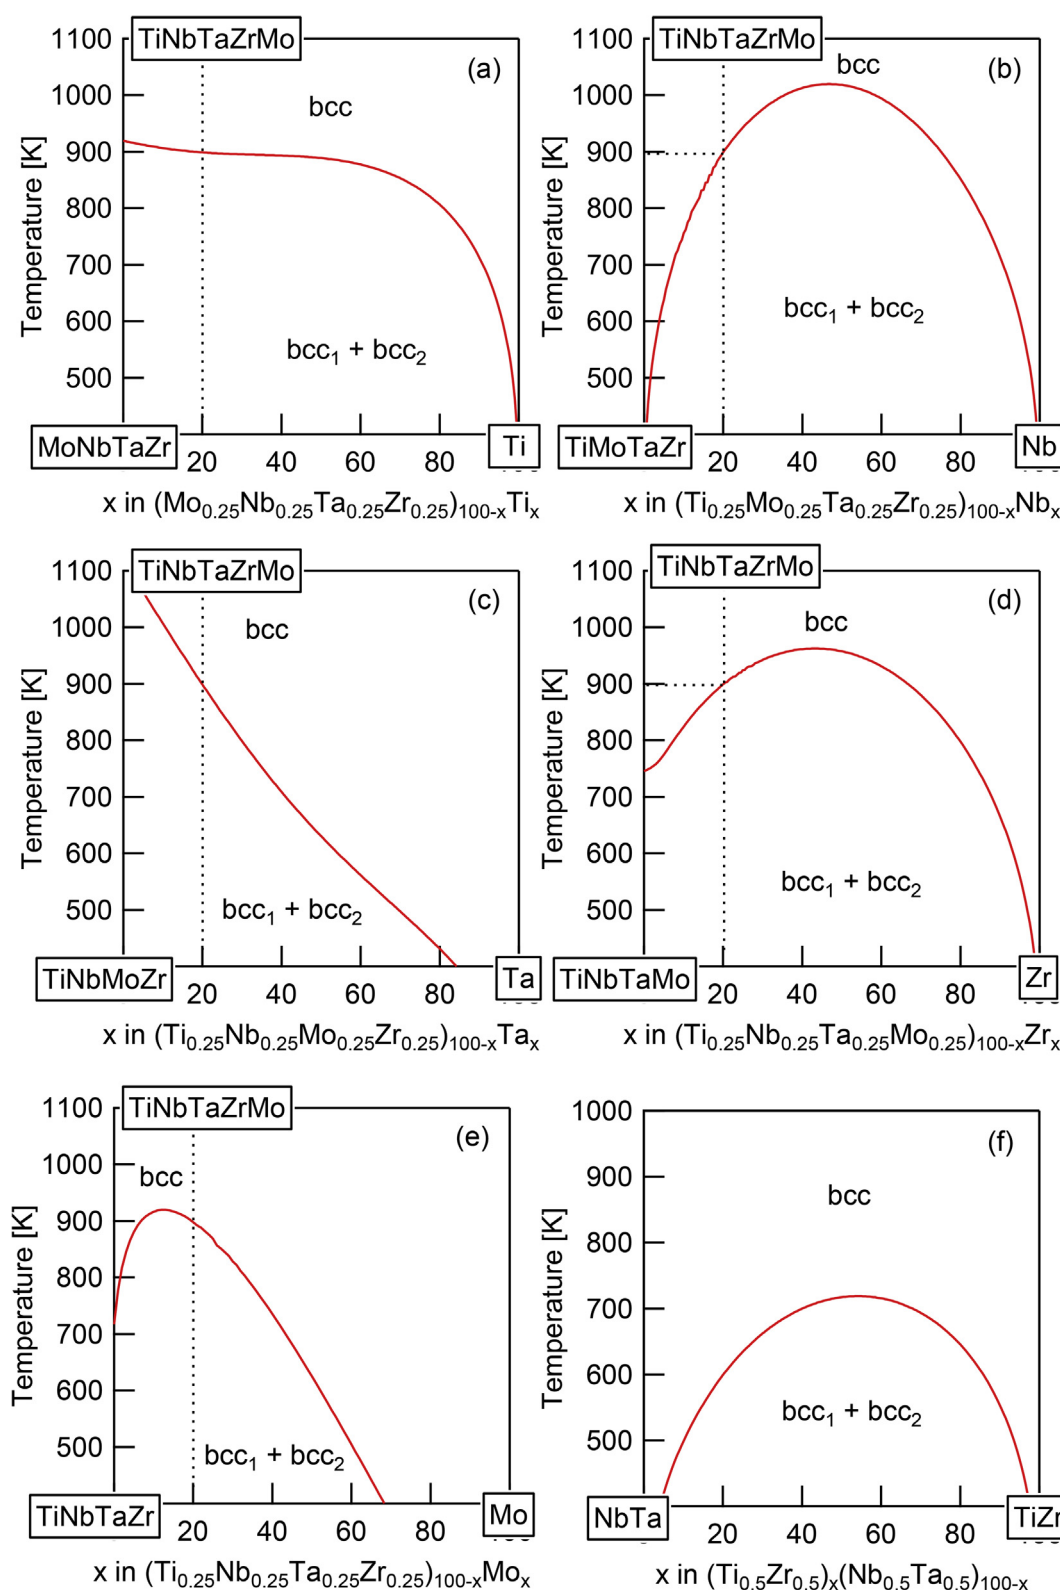 TiNbTaZrMo
(a)
bcc
bcc₁ + bcc₂
1100
1000
900
800
700
600
500
Temperature [K]
MoNbTaZr
20 40 60 80
Ti
x in (Mo₀.₂₅Nb₀.₂₅Ta₀.₂₅Zr₀.₂₅)₁₀₀₋ₓTiₓ
TiNbTaZrMo
(b)
bcc
bcc₁ + bcc₂
1100
1000
900
800
700
600
500
Temperature [K]
TiMoTaZr
20 40 60 80
Nb
x in (Ti₀.₂₅Mo₀.₂₅Ta₀.₂₅Zr₀.₂₅)₁₀₀₋ₓNbₓ
TiNbTaZrMo
(c)
bcc
bcc₁ + bcc₂
1100
1000
900
800
700
600
500
Temperature [K]
TiNbMoZr
20 40 60 80
Ta
x in (Ti₀.₂₅Nb₀.₂₅Mo₀.₂₅Zr₀.₂₅)₁₀₀₋ₓTaₓ
TiNbTaZrMo
(d)
bcc
bcc₁ + bcc₂
1100
1000
900
800
700
600
500
Temperature [K]
TiNbTaMo
20 40 60 80
Zr
x in (Ti₀.₂₅Nb₀.₂₅Ta₀.₂₅Mo₀.₂₅)₁₀₀₋ₓZrₓ
TiNbTaZrMo
(e)
bcc
bcc₁ + bcc₂
1100
1000
900
800
700
600
500
Temperature [K]
TiNbTaZr
20 40 60 80
Mo
x in (Ti₀.₂₅Nb₀.₂₅Ta₀.₂₅Zr₀.₂₅)₁₀₀₋ₓMoₓ
(f)
bcc
bcc₁ + bcc₂
1000
900
800
700
600
500
Temperature [K]
NbTa
20 40 60 80
TiZr
x in (Ti₀.₅Zr₀.₅)ₓ(Nb₀.₅Ta₀.₅)₁₀₀₋ₓ